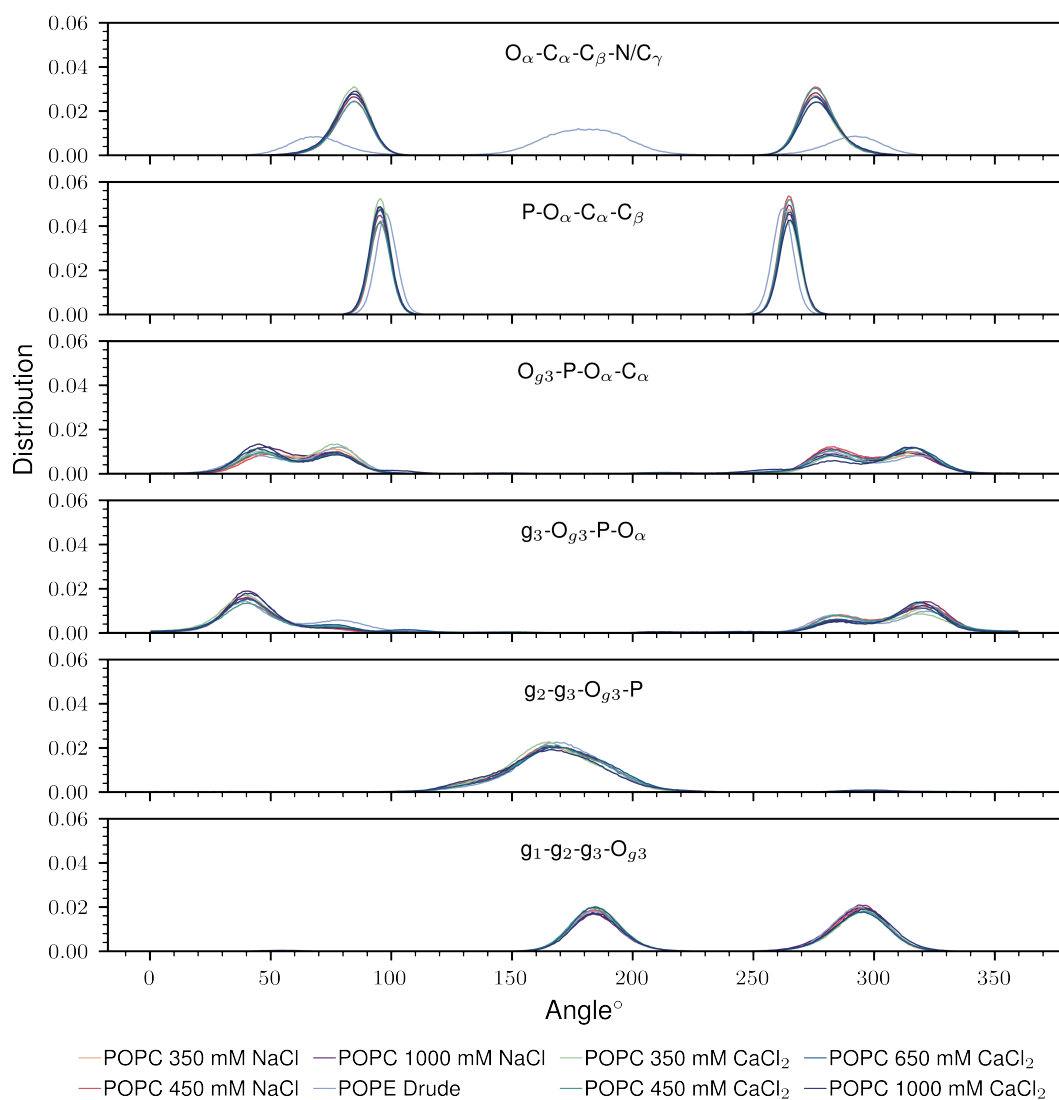 0.06
O𝛼-C𝛼-C𝛽-N/C𝛾
0.04
0.02
0.00
0.06
P-O𝛼-C𝛼-C𝛽
0.04
0.02
0.00
0.06
O𝑔3-P-O𝛼-C𝛼
0.04
0.02
0.00
Distribution
0.06
g₃-O𝑔3-P-O𝛼
0.04
0.02
0.00
0.06
g₂-g₃-O𝑔3-P
0.04
0.02
0.00
0.06
g₁-g₂-g₃-O𝑔3
0.04
0.02
0.00
0 50 100 150 200 250 300 350
Angle°
POPC 350 mM NaCl POPC 1000 mM NaCl POPC 350 mM CaCl₂ POPC 650 mM CaCl₂
POPC 450 mM NaCl POPE Drude POPC 450 mM CaCl₂ POPC 1000 mM CaCl₂